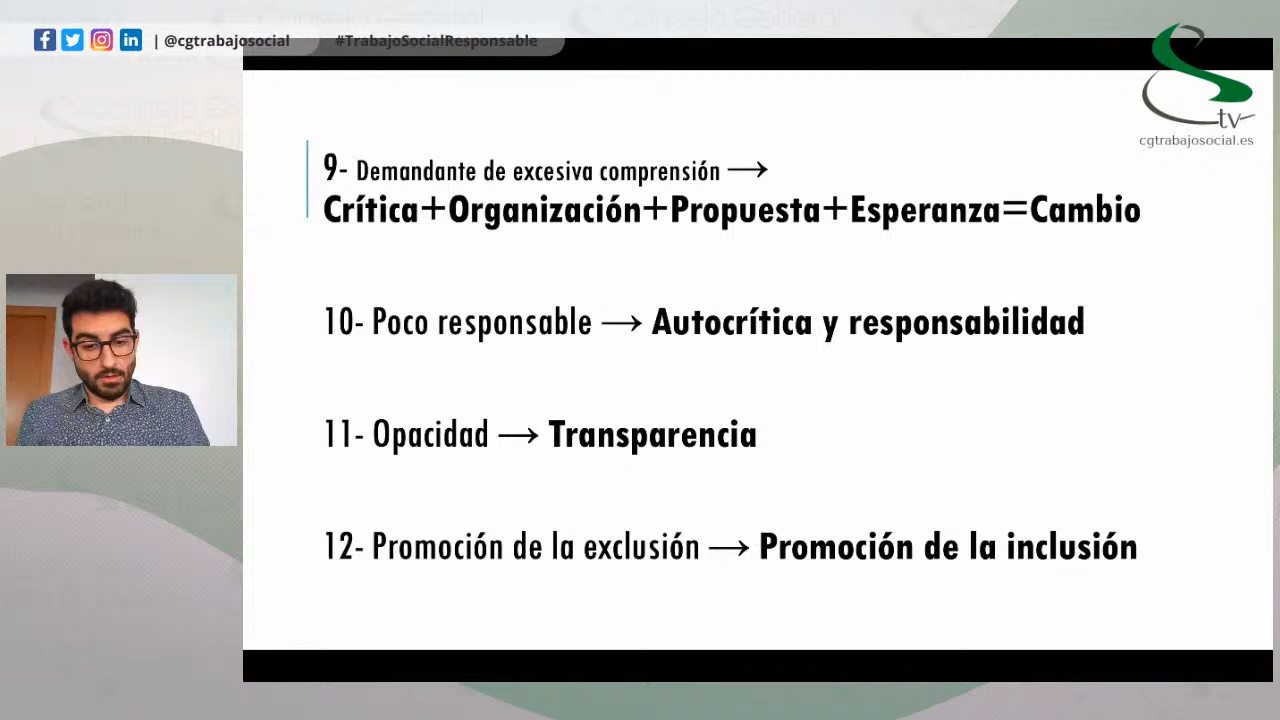 | @cgtrabajosocial
#TrabajoSocialResponsable
tv
cgtrabajosocial.es
9- Demandante de excesiva comprensión →
Crítica+Organización+Propuesta+Esperanza=Cambio
10- Poco responsable → Autocrítica y responsabilidad
11- Opacidad → Transparencia
12- Promoción de la exclusión → Promoción de la inclusión